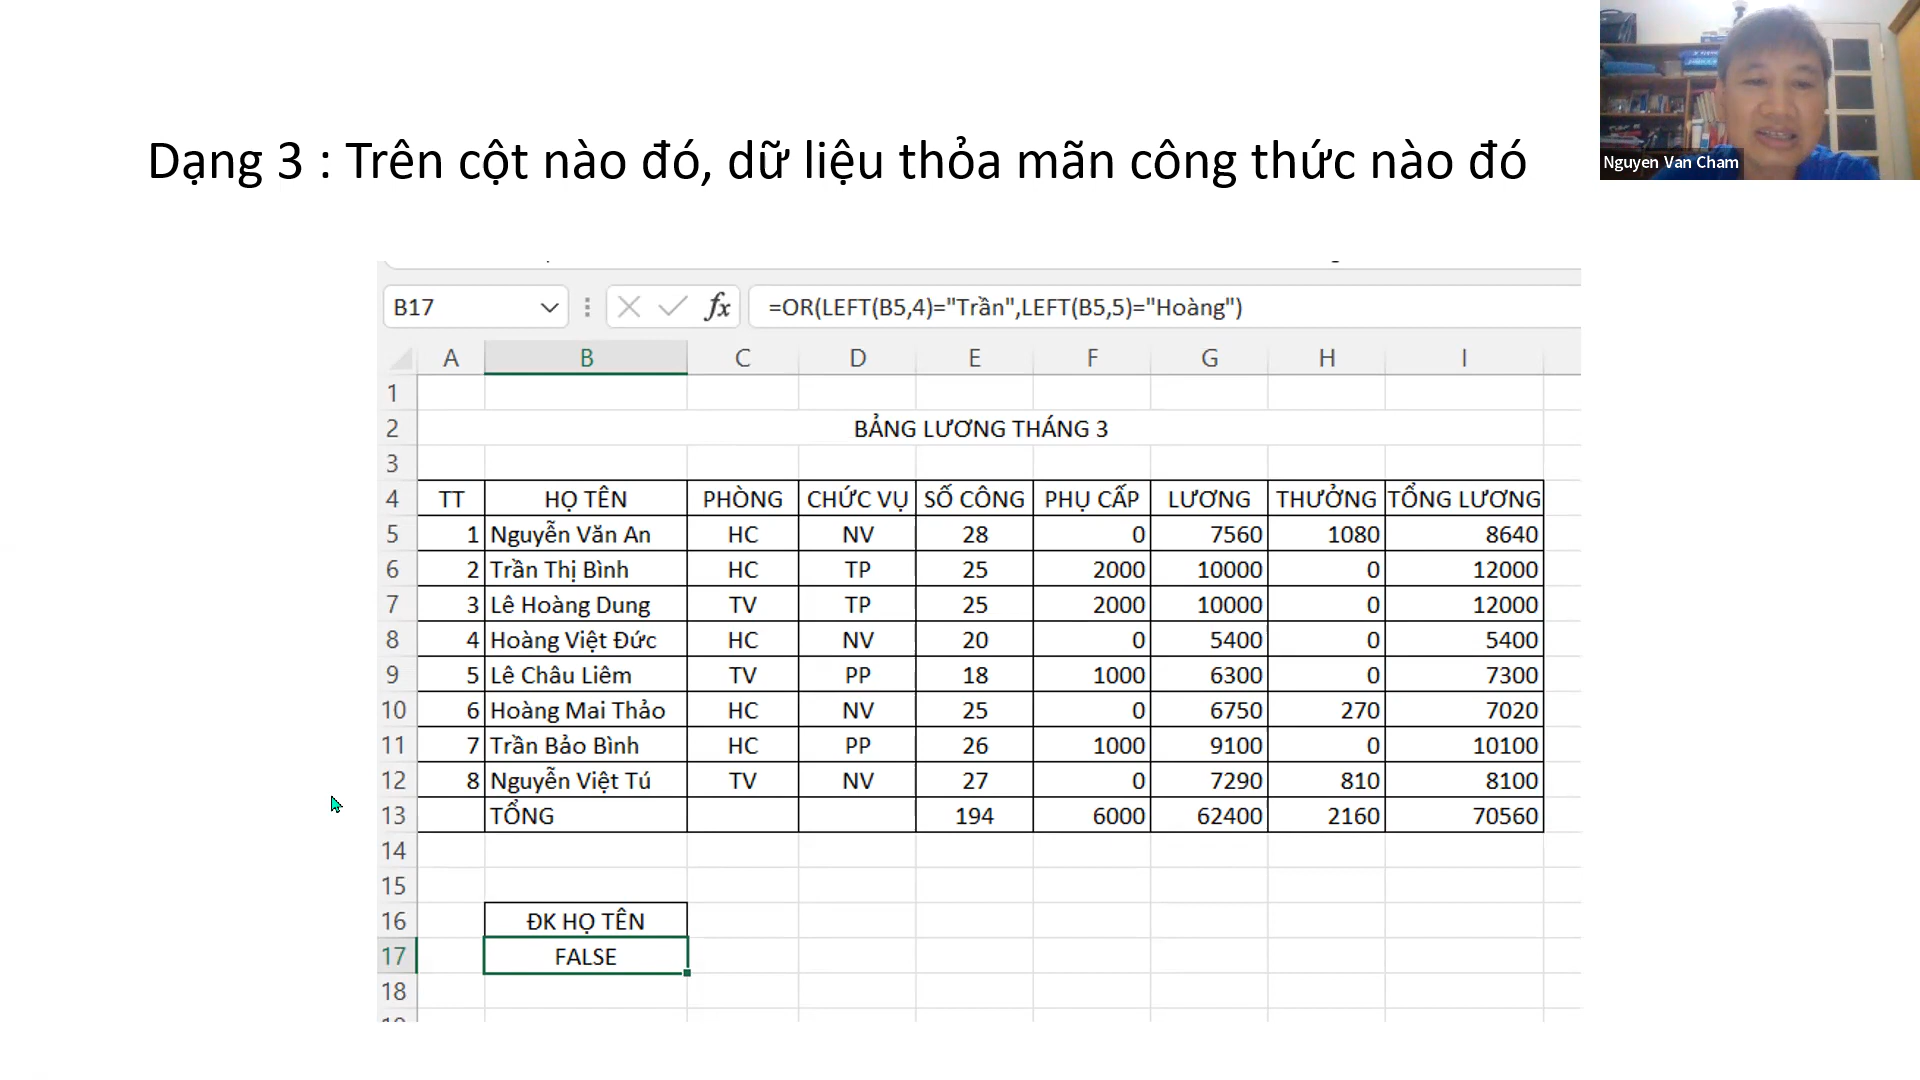 Dạng 3 : Trên cột nào đó, dữ liệu thỏa mãn công thức nào đó
Nguyen Van Cham
B17 fx =OR(LEFT(B5,4)="Trần",LEFT(B5,5)="Hoàng")
A B C D E F G H I
1
2 BẢNG LƯƠNG THÁNG 3
3
4 TT HỌ TÊN PHÒNG CHỨC VỤ SỐ CÔNG PHỤ CẤP LƯƠNG THƯỞNG TỔNG LƯƠNG
5 1 Nguyễn Văn An HC NV 28 0 7560 1080 8640
6 2 Trần Thị Bình HC TP 25 2000 10000 0 12000
7 3 Lê Hoàng Dung TV TP 25 2000 10000 0 12000
8 4 Hoàng Việt Đức HC NV 20 0 5400 0 5400
9 5 Lê Châu Liêm TV PP 18 1000 6300 0 7300
10 6 Hoàng Mai Thảo HC NV 25 0 6750 270 7020
11 7 Trần Bảo Bình HC PP 26 1000 9100 0 10100
12 8 Nguyễn Việt Tú TV NV 27 0 7290 810 8100
13 TỔNG 194 6000 62400 2160 70560
14
15
16 ĐK HỌ TÊN
17 FALSE
18